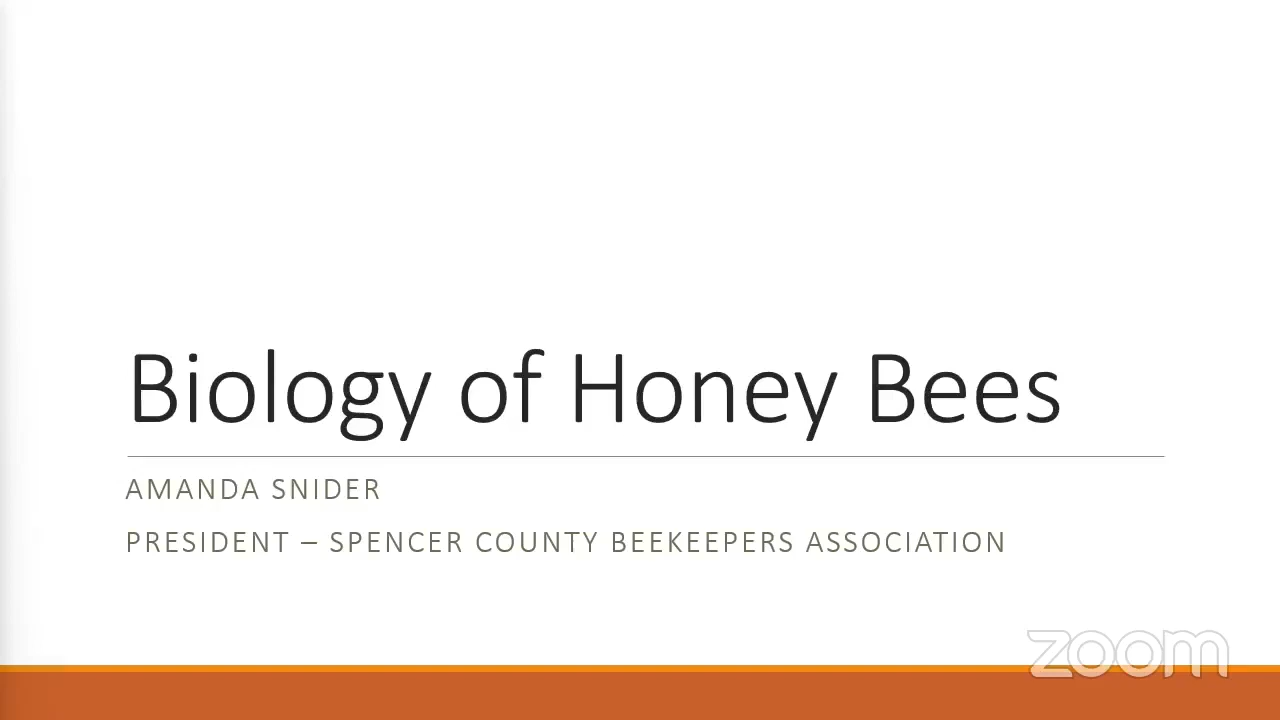 Biology of Honey Bees
AMANDA SNIDER
PRESIDENT – SPENCER COUNTY BEEKEEPERS ASSOCIATION
zoom